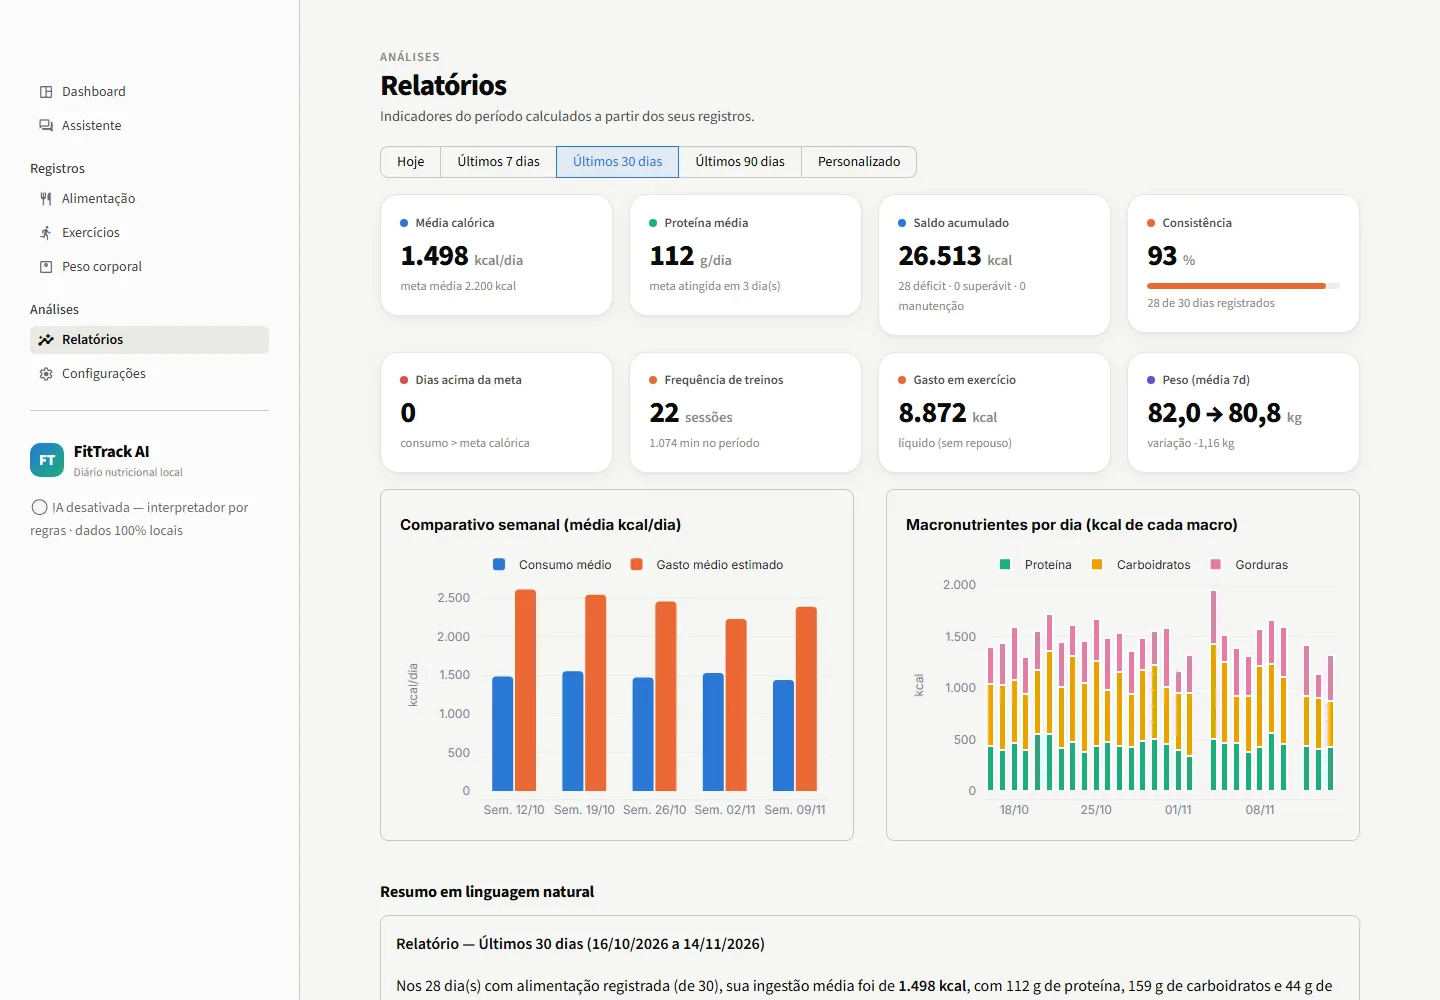 Dashboard
Assistente
Registros
Alimentação
Exercícios
Peso corporal
Análises
Relatórios
Configurações
FT
FitTrack AI
Diário nutricional local
IA desativada — interpretador por
regras · dados 100% locais
ANÁLISES
Relatórios
Indicadores do período calculados a partir dos seus registros.
Hoje
Últimos 7 dias
Últimos 30 dias
Últimos 90 dias
Personalizado
Média calórica
1.498 kcal/dia
meta média 2.200 kcal
Proteína média
112 g/dia
meta atingida em 3 dia(s)
Saldo acumulado
26.513 kcal
28 déficit · 0 superávit · 0
manutenção
Consistência
93 %
28 de 30 dias registrados
Dias acima da meta
0
consumo > meta calórica
Frequência de treinos
22 sessões
1.074 min no período
Gasto em exercício
8.872 kcal
líquido (sem repouso)
Peso (média 7d)
82,0 → 80,8 kg
variação -1,16 kg
Comparativo semanal (média kcal/dia)
Consumo médio
Gasto médio estimado
kcal/dia
2.500
2.000
1.500
1.000
500
0
Sem. 12/10
Sem. 19/10
Sem. 26/10
Sem. 02/11
Sem. 09/11
Macronutrientes por dia (kcal de cada macro)
Proteína
Carboidratos
Gorduras
kcal
2.000
1.500
1.000
500
0
18/10
25/10
01/11
08/11
Resumo em linguagem natural
Relatório — Últimos 30 dias (16/10/2026 a 14/11/2026)
Nos 28 dia(s) com alimentação registrada (de 30), sua ingestão média foi de 1.498 kcal, com 112 g de proteína, 159 g de carboidratos e 44 g de